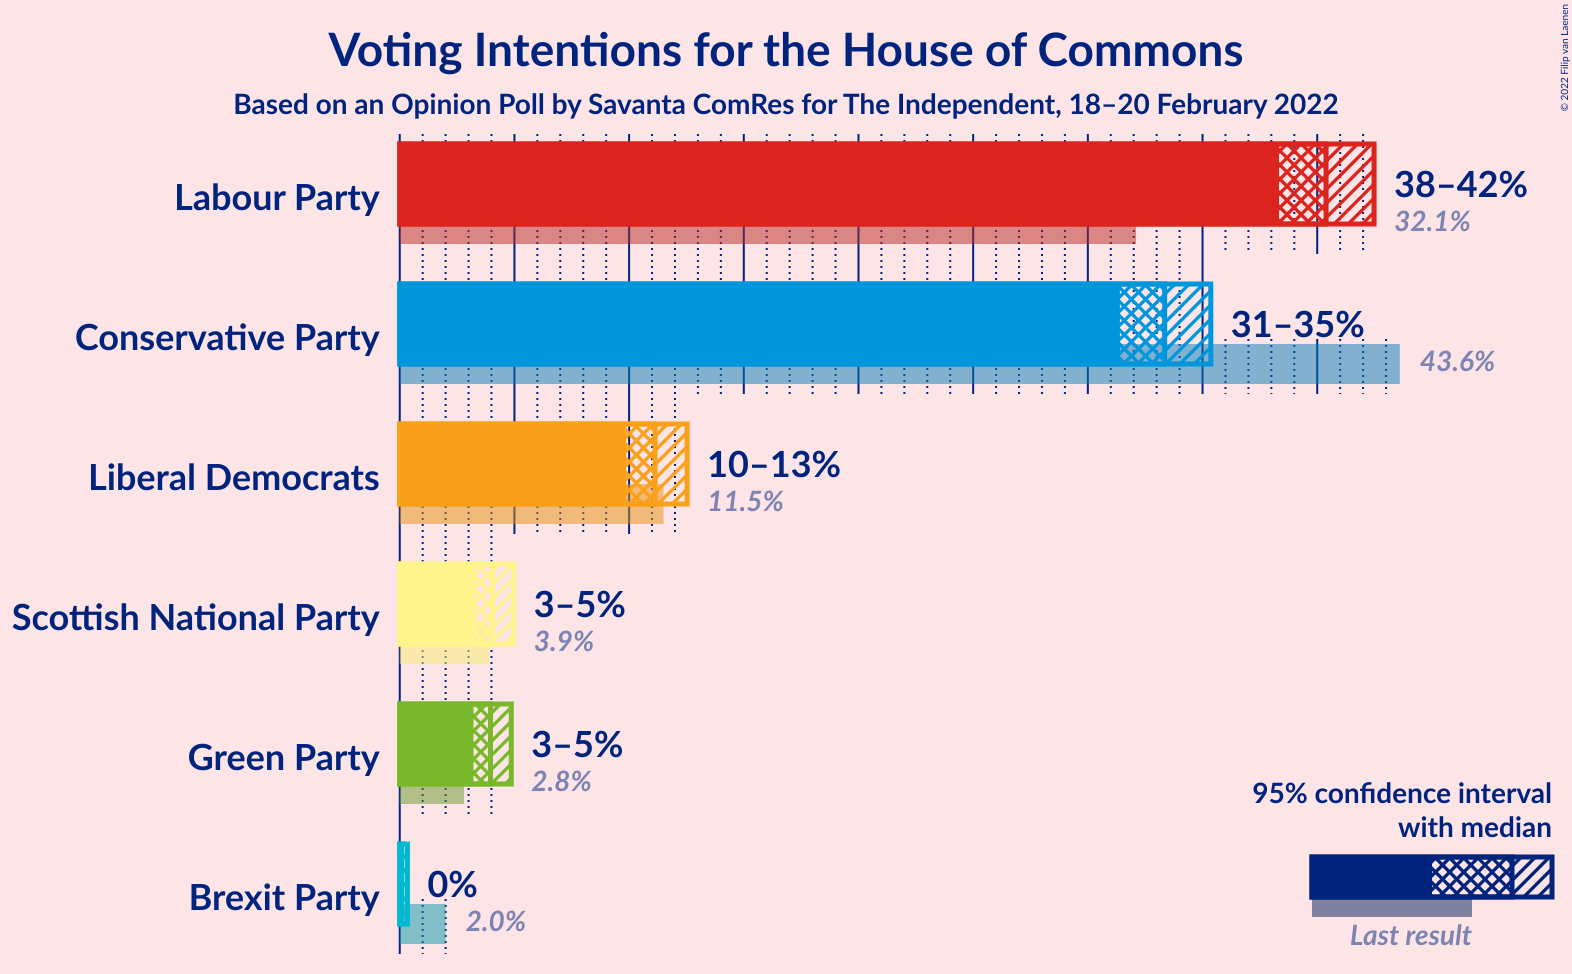 Voting Intentions for the House of Commons
Based on an Opinion Poll by Savanta ComRes for The Independent, 18–20 February 2022
© 2022 Filip van Laenen
Labour Party
38–42%
32.1%
Conservative Party
31–35%
43.6%
Liberal Democrats
10–13%
11.5%
Scottish National Party
3–5%
3.9%
Green Party
3–5%
2.8%
Brexit Party
0%
2.0%
95% confidence interval
with median
Last result